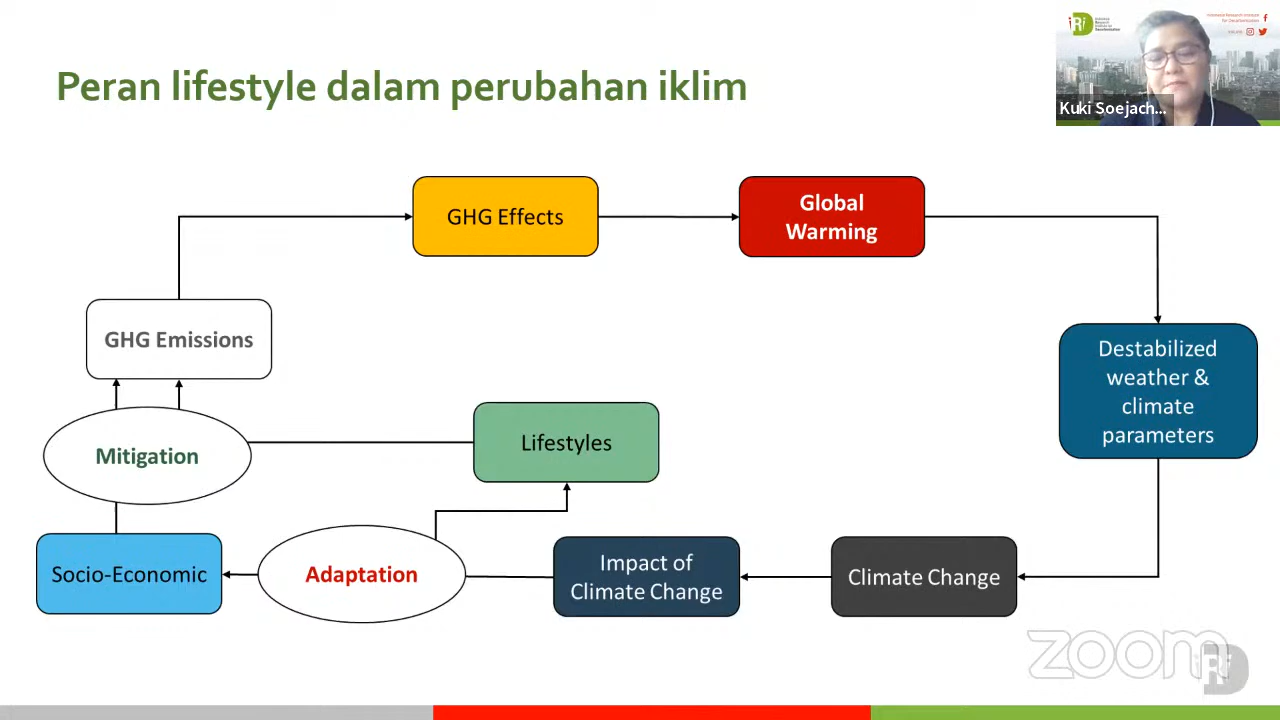 Peran lifestyle dalam perubahan iklim
Kuki Soejach...
GHG Effects
Global
Warming
GHG Emissions
Destabilized
weather &
climate
parameters
Lifestyles
Mitigation
Socio-Economic
Adaptation
Impact of
Climate Change
Climate Change
zoom
iRiD